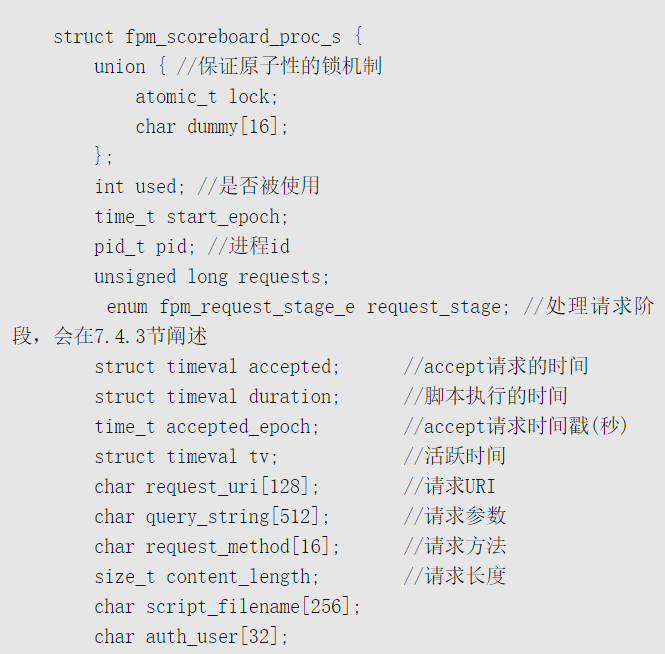 struct fpm_scoreboard_proc_s {
union { //保证原子性的锁机制
atomic_t lock;
char dummy[16];
};
int used; //是否被使用
time_t start_epoch;
pid_t pid; //进程id
unsigned long requests;
enum fpm_request_stage_e request_stage; //处理请求阶
段，会在7.4.3节阐述
struct timeval accepted; //accept请求的时间
struct timeval duration; //脚本执行的时间
time_t accepted_epoch; //accept请求时间戳(秒)
struct timeval tv; //活跃时间
char request_uri[128]; //请求URI
char query_string[512]; //请求参数
char request_method[16]; //请求方法
size_t content_length; //请求长度
char script_filename[256];
char auth_user[32];